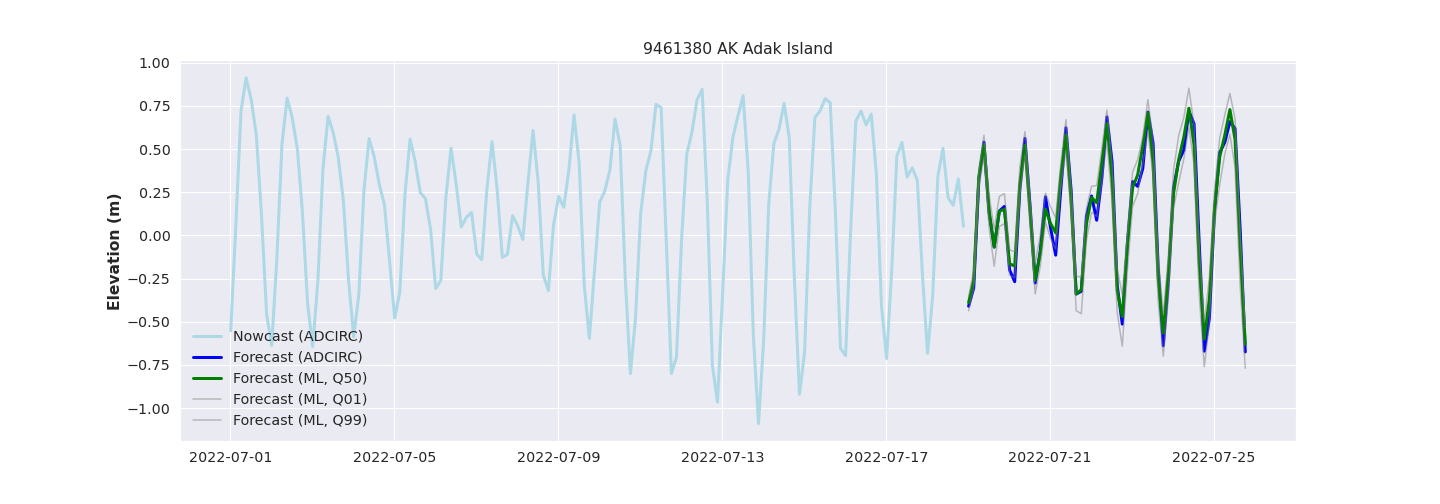 9461380 AK Adak Island
1.00
0.75
0.50
0.25
0.00
−0.25
−0.50
−0.75
−1.00
Elevation (m)
Nowcast (ADCIRC)
Forecast (ADCIRC)
Forecast (ML, Q50)
Forecast (ML, Q01)
Forecast (ML, Q99)
2022-07-01 2022-07-05 2022-07-09 2022-07-13 2022-07-17 2022-07-21 2022-07-25